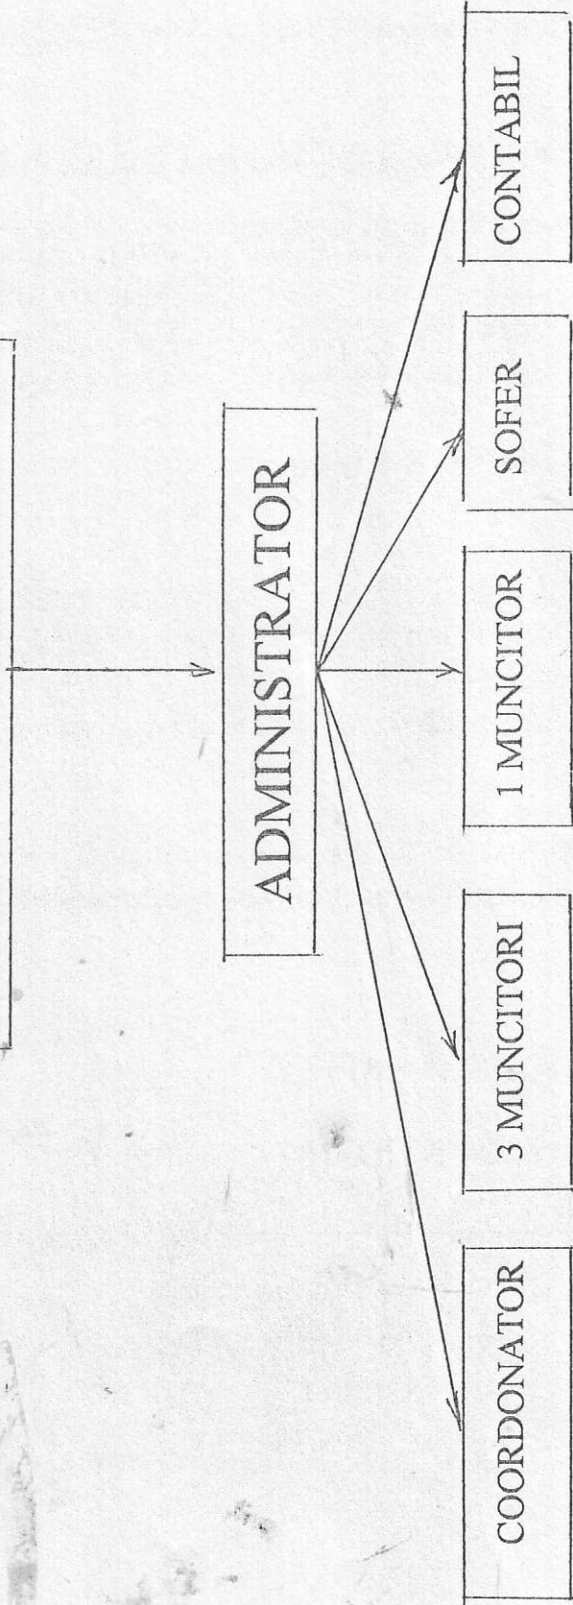 ADMINISTRATOR
COORDONATOR
3 MUNCITORI
1 MUNCITOR
SOFER
CONTABIL